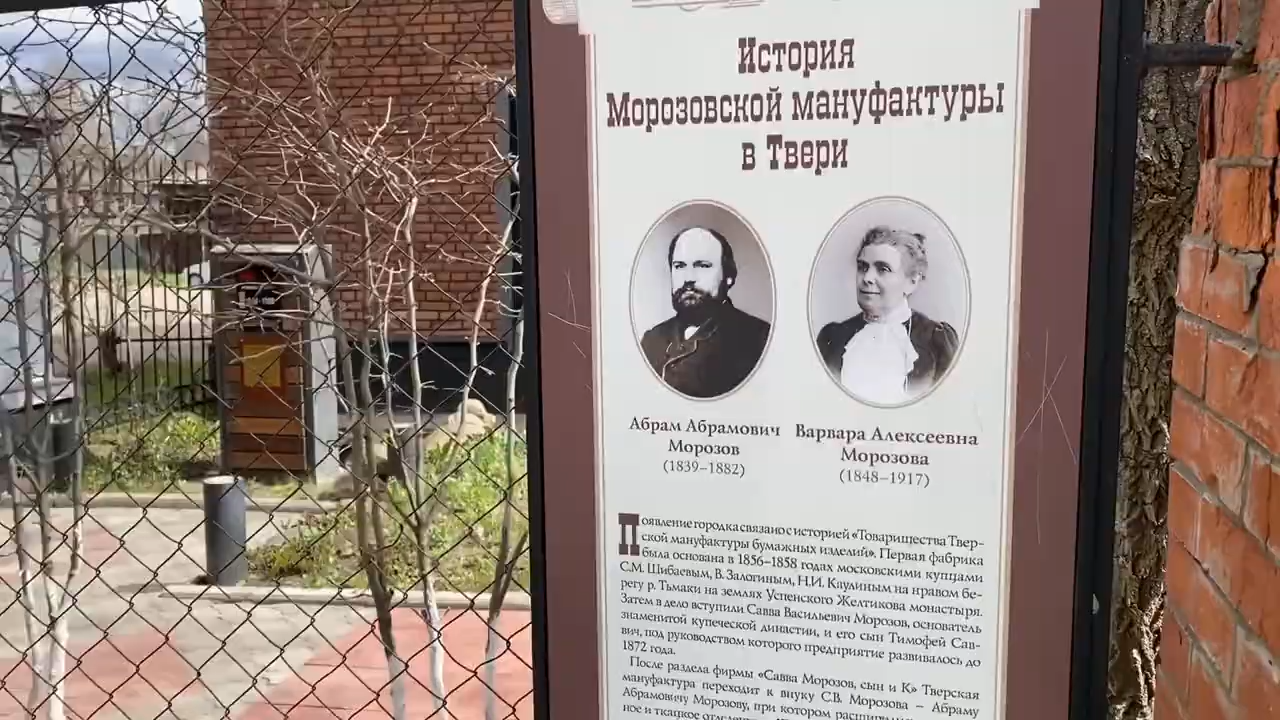 История
Морозовской мануфактуры
в Твери
Абрам Абрамович
Морозов
(1839–1882)
Варвара Алексеевна
Морозова
(1848–1917)
Появление городка связано с историей «Товарищества Твер-
ской мануфактуры бумажных изделий». Первая фабрика
была основана в 1856–1858 годах московскими купцами
С.М. Шибаевым, В. Залогиным, Н.И. Каулиным на правом бе-
регу р. Тьмаки на землях Успенского Желтикова монастыря.
Затем в дело вступили Савва Васильевич Морозов, основатель
знаменитой купеческой династии, и его сын Тимофей Сав-
вич, под руководством которого предприятие развивалось до
1872 года.
После раздела фирмы «Савва Морозов, сын и К» Тверская
мануфактура переходит к внуку С.В. Морозова – Абраму
Абрамовичу Морозову, при котором
ное и ткацкое